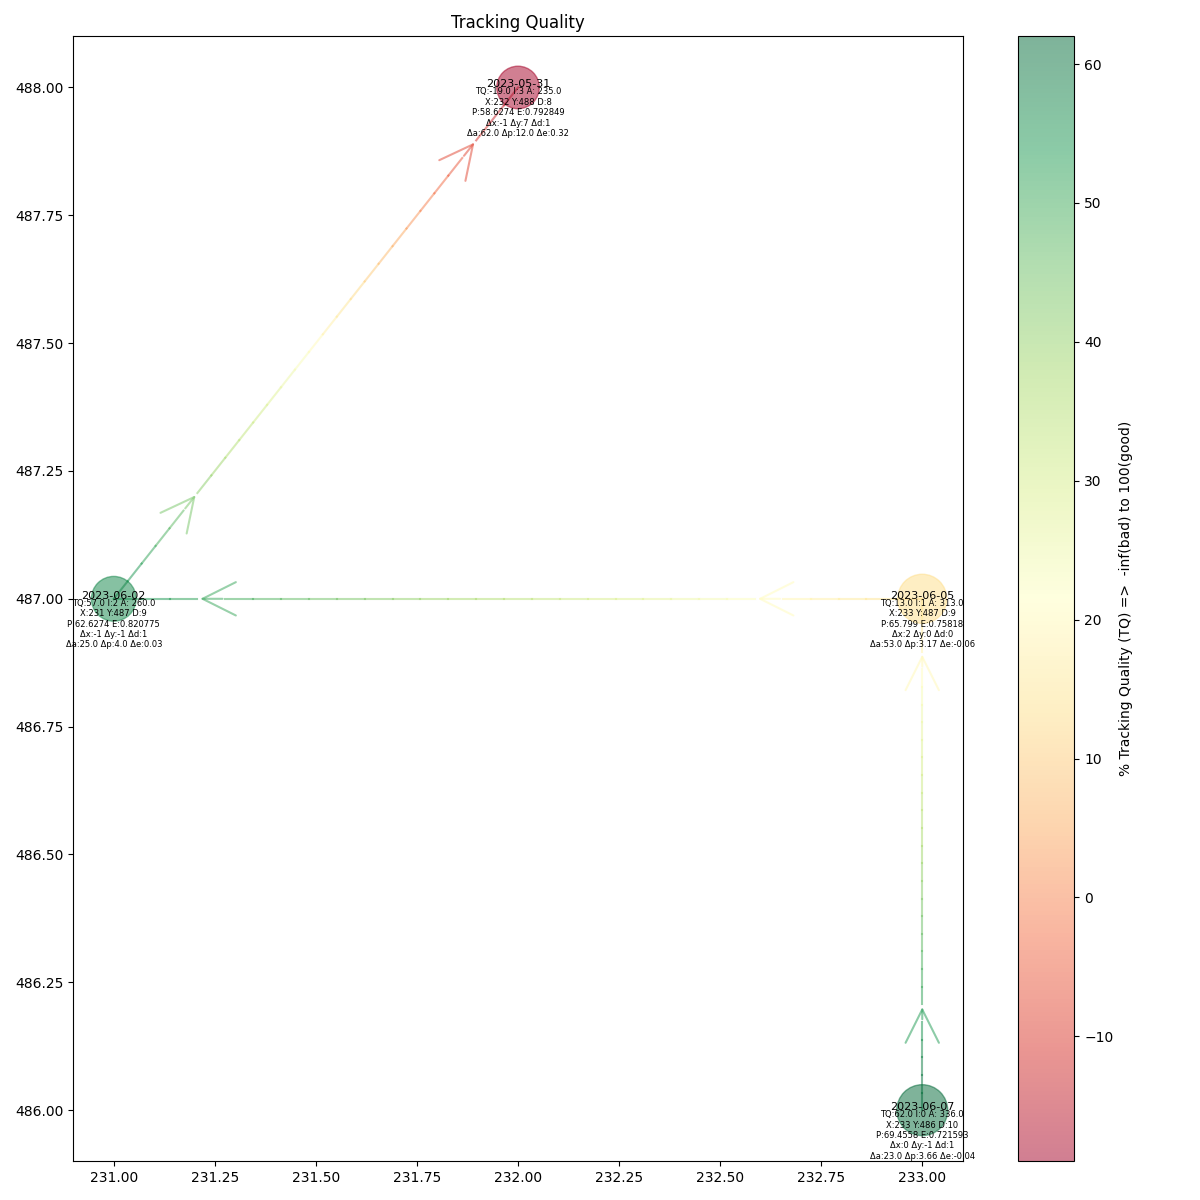 Tracking Quality
488.00
487.75
487.50
487.25
487.00
486.75
486.50
486.25
486.00
2023-05-31
TQ:-19.0 I:3 A: 235.0
X:232 Y:488 D:8
P:58.6274 E:0.792849
Δx:-1 Δy:7 Δd:1
Δa:62.0 Δp:12.0 Δe:0.32
2023-06-02
TQ:57.0 I:2 A: 260.0
X:231 Y:487 D:9
P:62.6274 E:0.820775
Δx:-1 Δy:-1 Δd:1
Δa:25.0 Δp:4.0 Δe:0.03
2023-06-05
TQ:13.0 I:1 A: 313.0
X:233 Y:487 D:9
P:65.799 E:0.75818
Δx:2 Δy:0 Δd:0
Δa:53.0 Δp:3.17 Δe:-0.06
2023-06-07
TQ:62.0 I:0 A: 336.0
X:233 Y:486 D:10
P:69.4558 E:0.721593
Δx:0 Δy:-1 Δd:1
Δa:23.0 Δp:3.66 Δe:-0.04
231.00 231.25 231.50 231.75 232.00 232.25 232.50 232.75 233.00
60
50
40
30
20
10
0
−10
% Tracking Quality (TQ) => -inf(bad) to 100(good)